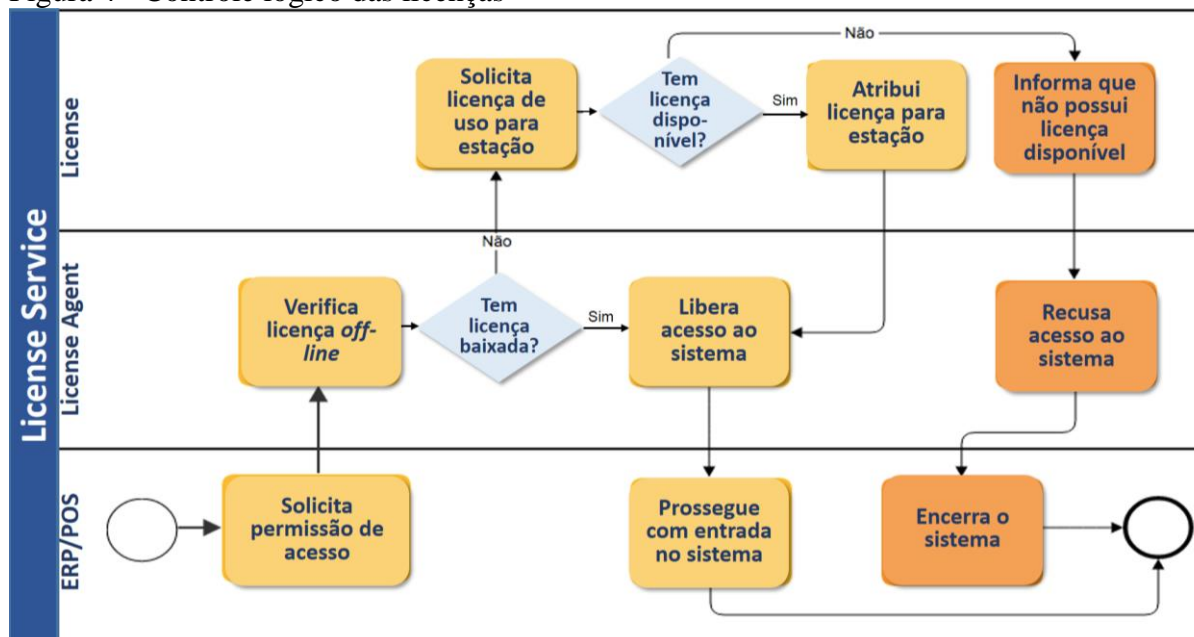 License Service
License
Solicita
licença de
uso para
estação
Tem
licença
dispo-
nível?
Sim
Não
Atribui
licença para
estação
Informa que
não possui
licença
disponível
License Agent
Verifica
licença off-
line
Não
Tem
licença
baixada?
Sim
Libera
acesso ao
sistema
Recusa
acesso ao
sistema
ERP/POS
Solicita
permissão de
acesso
Prossegue
com entrada
no sistema
Encerra o
sistema